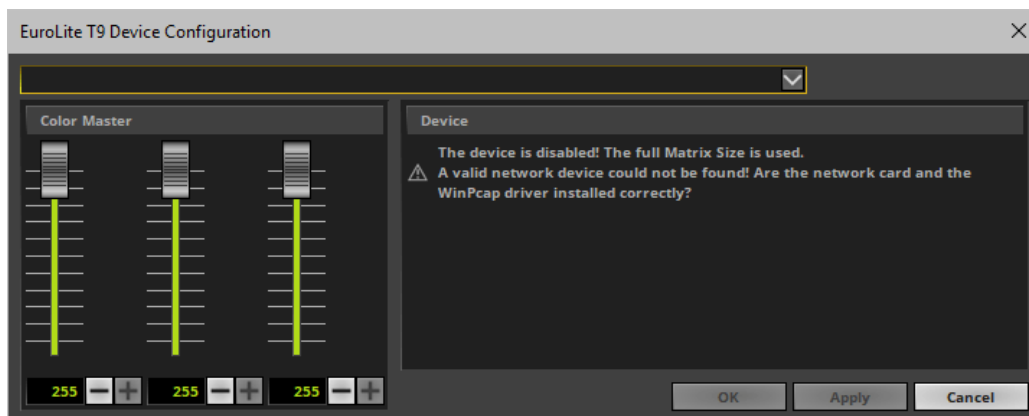 EuroLite T9 Device Configuration
Color Master
Device
The device is disabled! The full Matrix Size is used.
A valid network device could not be found! Are the network card and the
WinPcap driver installed correctly?
255 255 255
OK Apply Cancel